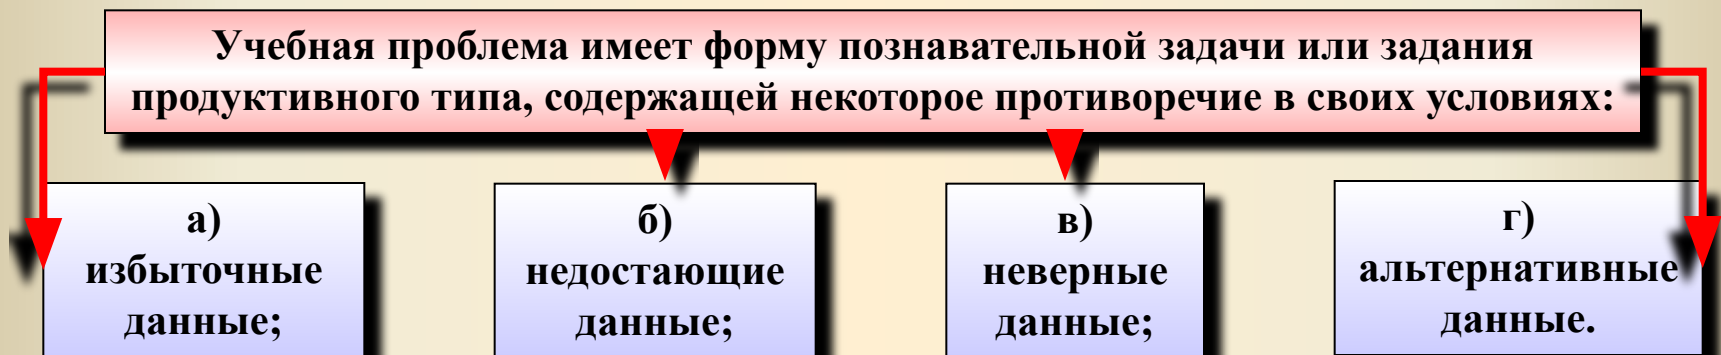 Учебная проблема имеет форму познавательной задачи или задания
продуктивного типа, содержащей некоторое противоречие в своих условиях:
а)
избыточные
данные;
б)
недостающие
данные;
в)
неверные
данные;
г)
альтернативные
данные.